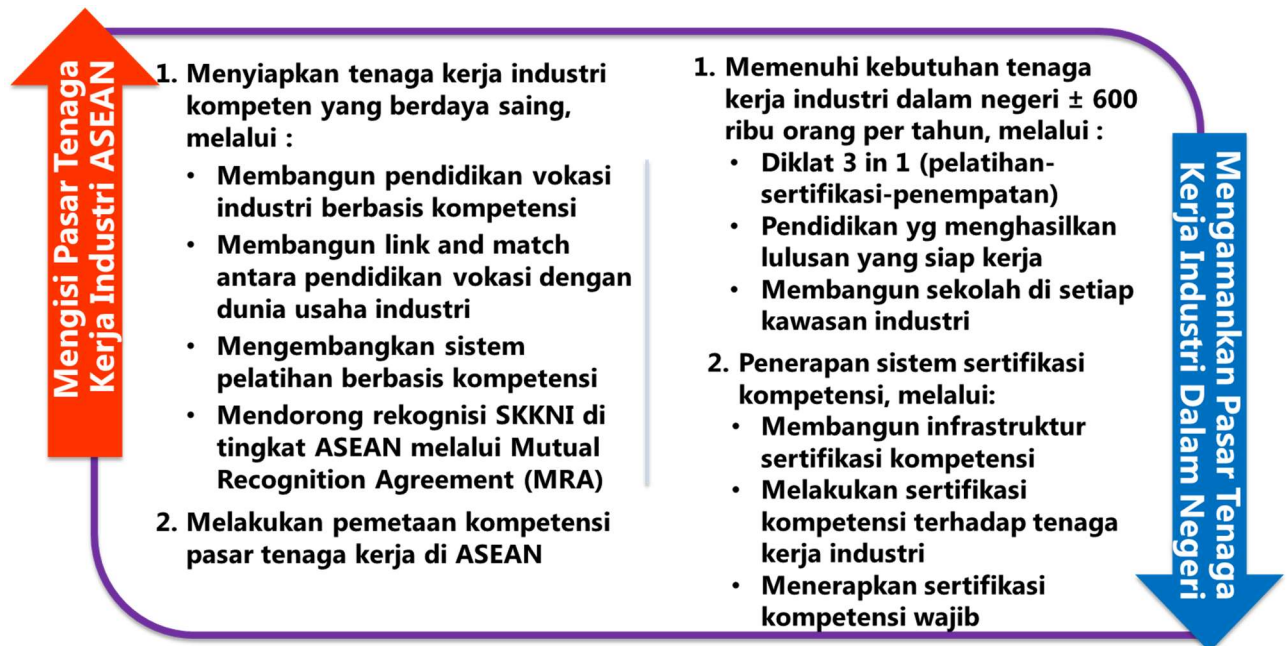 Mengisi Pasar Tenaga
Kerja Industri ASEAN
1. Menyiapkan tenaga kerja industri
kompeten yang berdaya saing,
melalui :
• Membangun pendidikan vokasi
industri berbasis kompetensi
• Membangun link and match
antara pendidikan vokasi dengan
dunia usaha industri
• Mengembangkan sistem
pelatihan berbasis kompetensi
• Mendorong rekognisi SKKNI di
tingkat ASEAN melalui Mutual
Recognition Agreement (MRA)
2. Melakukan pemetaan kompetensi
pasar tenaga kerja di ASEAN
1. Memenuhi kebutuhan tenaga
kerja industri dalam negeri ± 600
ribu orang per tahun, melalui :
• Diklat 3 in 1 (pelatihan-
sertifikasi-penempatan)
• Pendidikan yg menghasilkan
lulusan yang siap kerja
• Membangun sekolah di setiap
kawasan industri
2. Penerapan sistem sertifikasi
kompetensi, melalui:
• Membangun infrastruktur
sertifikasi kompetensi
• Melakukan sertifikasi
kompetensi terhadap tenaga
kerja industri
• Menerapkan sertifikasi
kompetensi wajib
Mengamankan Pasar Tenaga
Kerja Industri Dalam Negeri